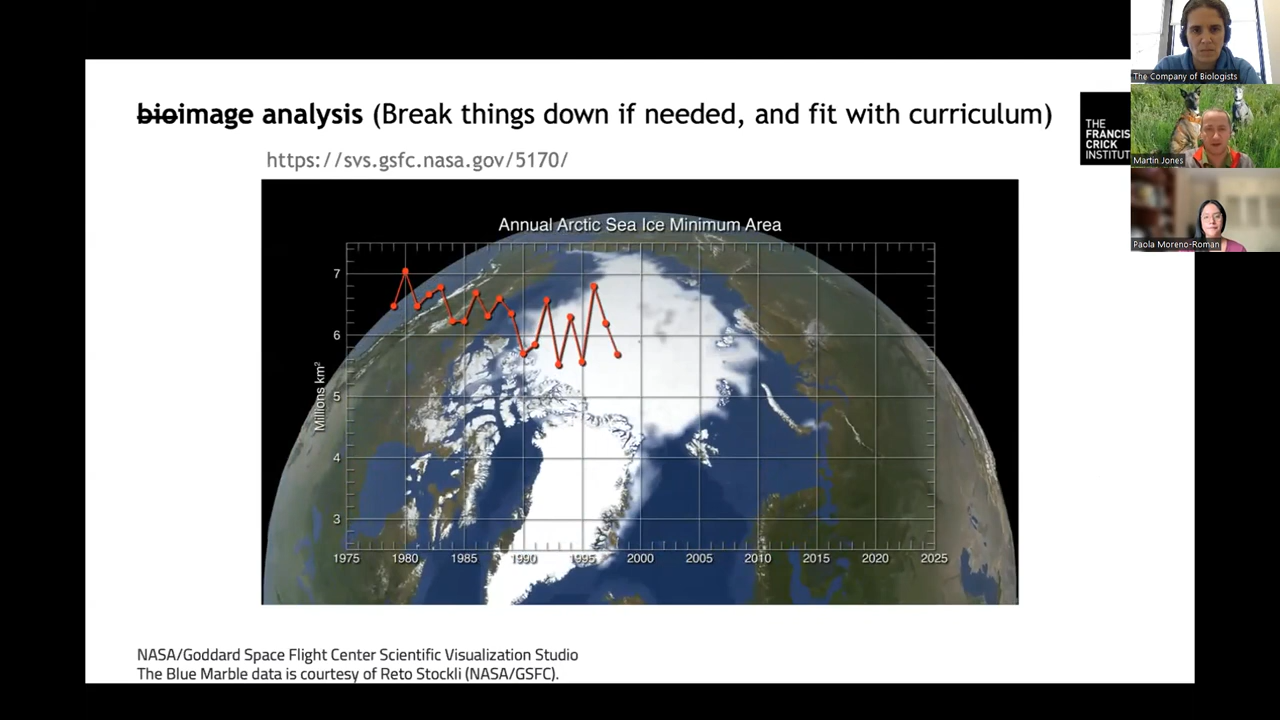 bioimage analysis (Break things down if needed, and fit with curriculum)
https://svs.gsfc.nasa.gov/5170/
THE
FRANCIS
CRICK
INSTITUT
The Company of Biologists
Martin Jones
Paola Moreno-Roman
Annual Arctic Sea Ice Minimum Area
Millions km²
7
6
5
4
3
1975 1980 1985 1990 1995 2000 2005 2010 2015 2020 2025
NASA/Goddard Space Flight Center Scientific Visualization Studio
The Blue Marble data is courtesy of Reto Stockli (NASA/GSFC).